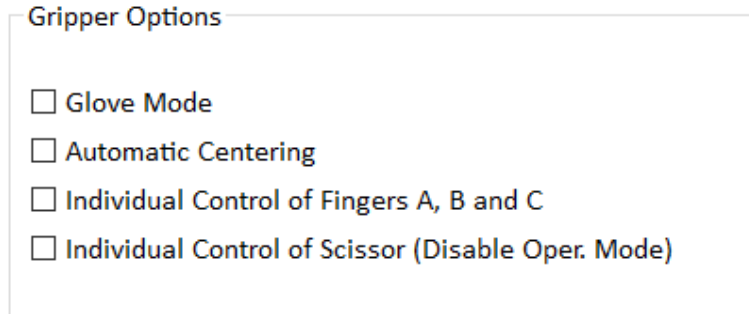 Gripper Options
Glove Mode
Automatic Centering
Individual Control of Fingers A, B and C
Individual Control of Scissor (Disable Oper. Mode)